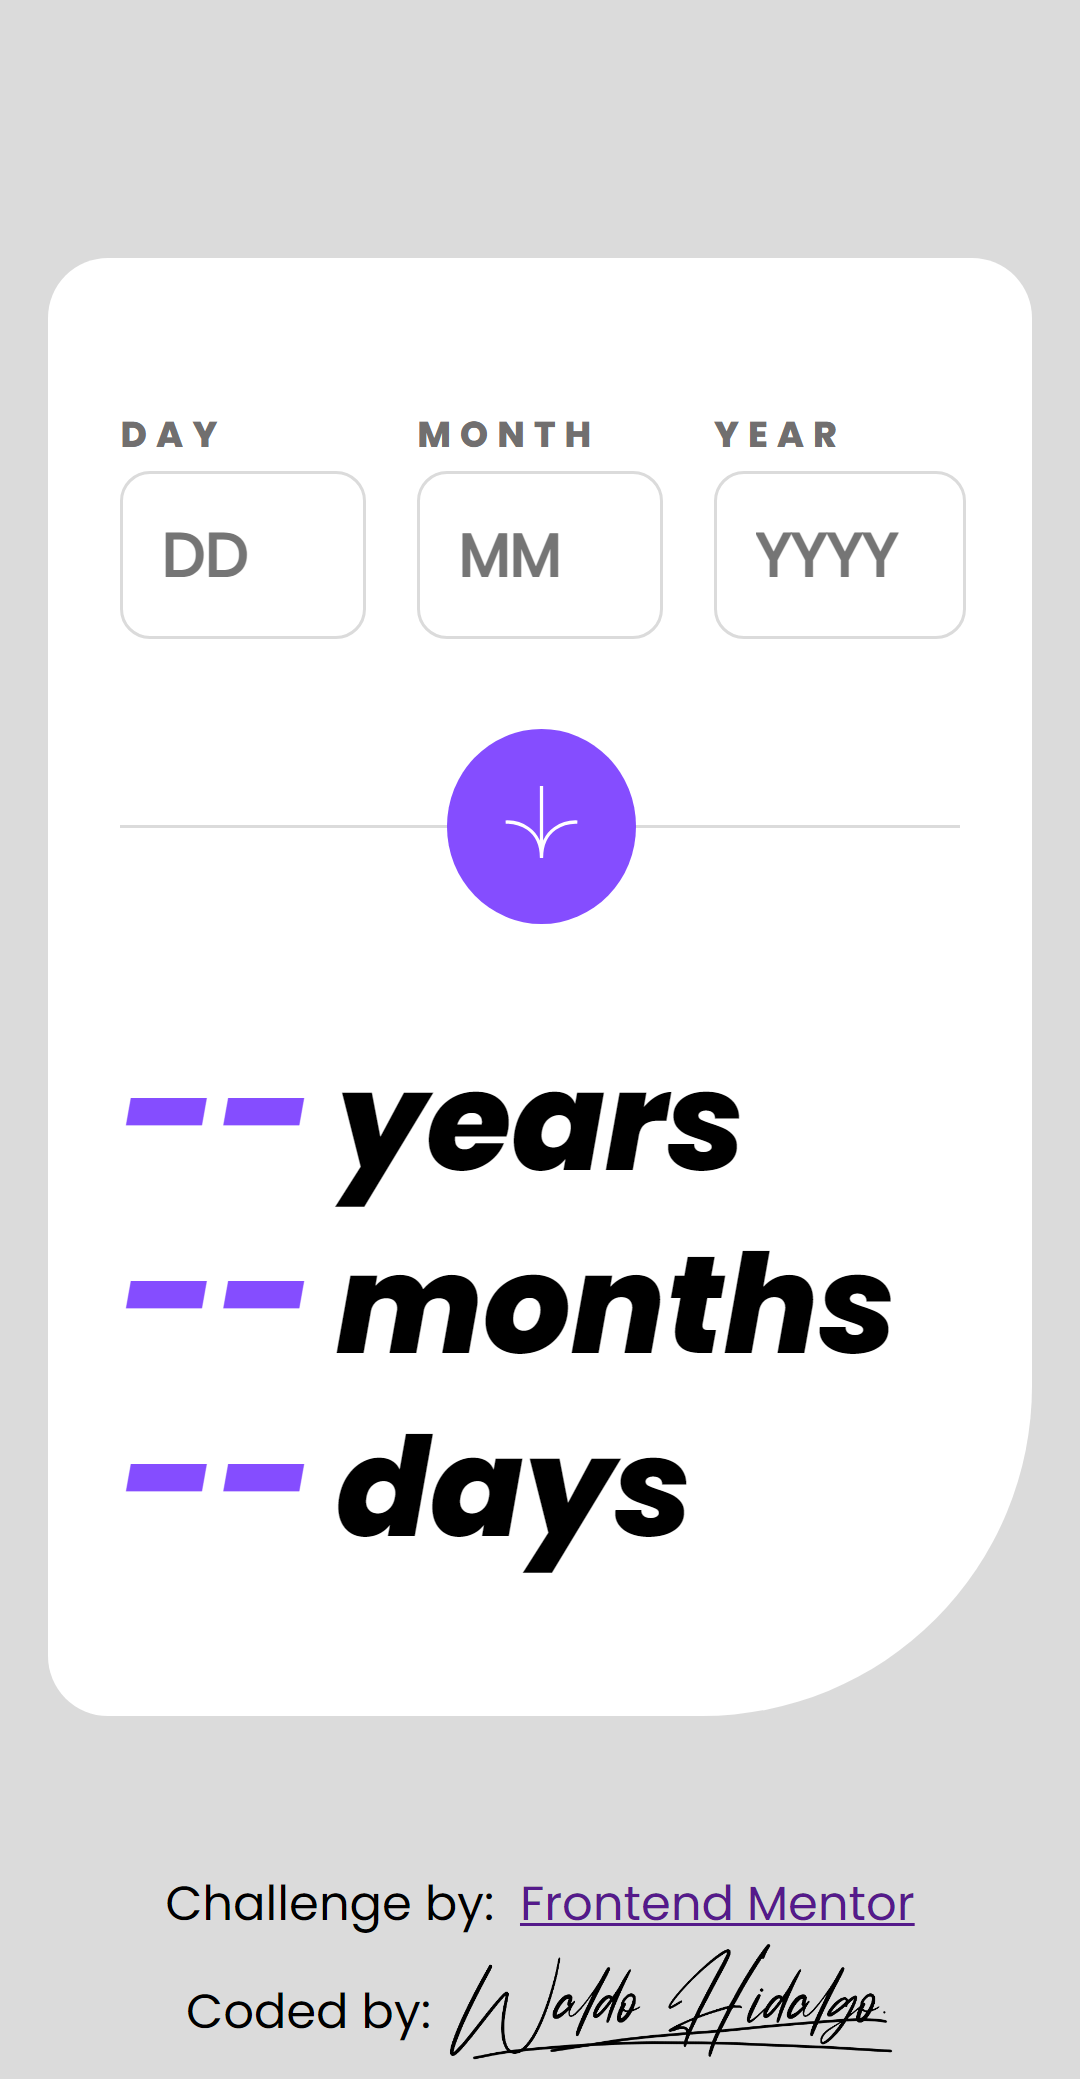 DAY MONTH YEAR
DD MM YYYY
-- years
-- months
-- days
Challenge by: Frontend Mentor
Coded by: Waldo Hidalgo